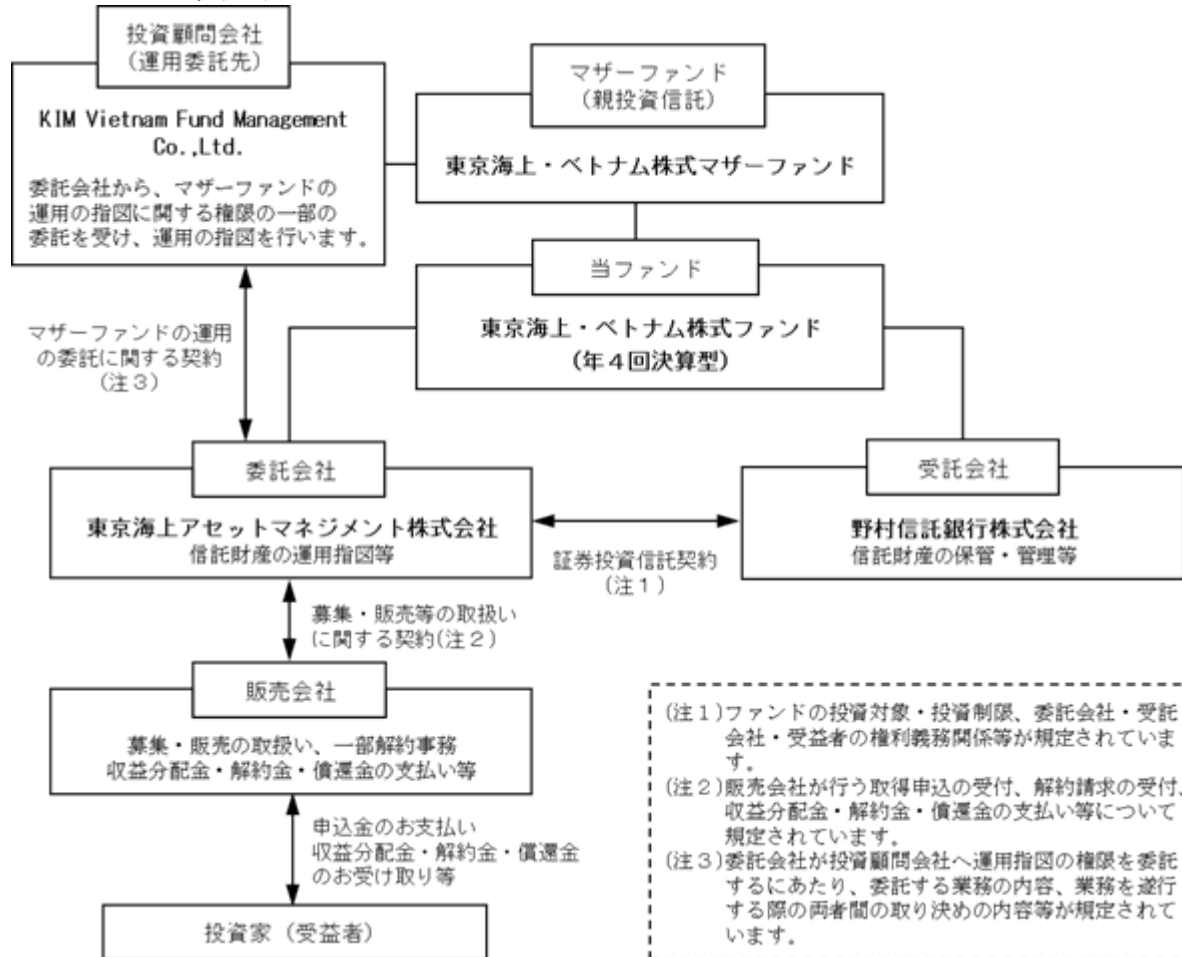 投資顧問会社
(運用委託先)
KIM Vietnam Fund Management
Co.,Ltd.
委託会社から、マザーファンドの
運用の指図に関する権限の一部の
委託を受け、運用の指図を行います。
マザーファンド
(親投資信託)
東京海上・ベトナム株式マザーファンド
当ファンド
東京海上・ベトナム株式ファンド
(年4回決算型)
マザーファンドの運用
の委託に関する契約
(注3)
委託会社
東京海上アセットマネジメント株式会社
信託財産の運用指図等
証券投資信託契約
(注1)
受託会社
野村信託銀行株式会社
信託財産の保管・管理等
募集・販売等の取扱い
に関する契約(注2)
販売会社
募集・販売の取扱い、一部解約事務
収益分配金・解約金・償還金の支払い等
申込金のお支払い
収益分配金・解約金・償還金
のお受け取り等
投資家(受益者)
(注1)ファンドの投資対象・投資制限、委託会社・受託
会社・受益者の権利義務関係等が規定されていま
す。
(注2)販売会社が行う取得申込の受付、解約請求の受付、
収益分配金・解約金・償還金の支払い等について
規定されています。
(注3)委託会社が投資顧問会社へ運用指図の権限を委託
するにあたり、委託する業務の内容、業務を遂行
する際の両者間の取り決めの内容等が規定されて
います。